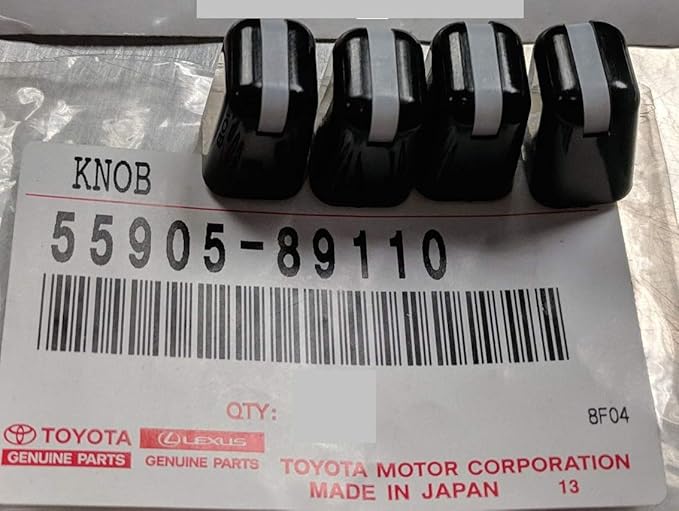 KNOB
55905-89110
QTY:
8F04
TOYOTA LEXUS
GENUINE PARTS GENUINE PARTS
TOYOTA MOTOR CORPORATION
MADE IN JAPAN 13